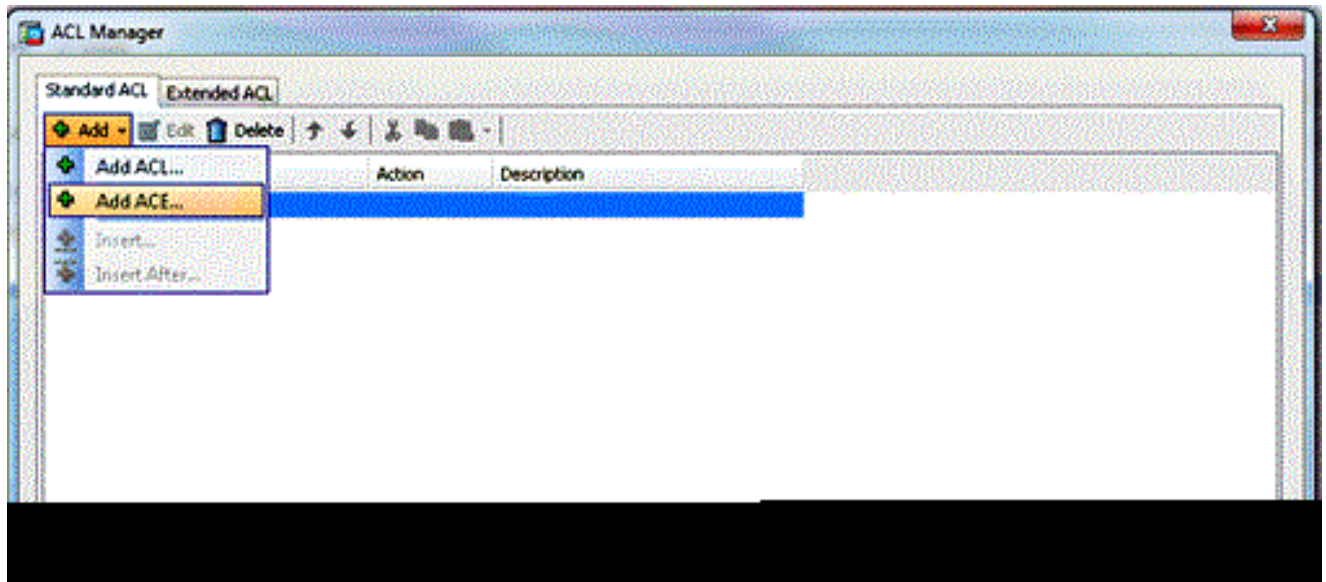 ACL Manager
Standard ACL Extended ACL
Add Edit Delete
Add ACL... Action Description
Add ACE...
Insert...
Insert After...